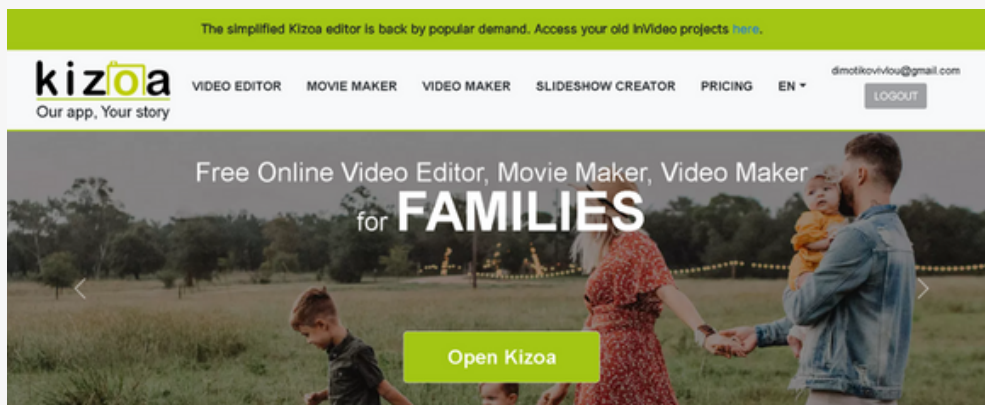 The simplified Kizoa editor is back by popular demand. Access your old InVideo projects here.
kizoa
Our app, Your story
VIDEO EDITOR MOVIE MAKER VIDEO MAKER SLIDESHOW CREATOR PRICING EN
dimotikovivlou@gmail.com
LOGOUT
Free Online Video Editor, Movie Maker, Video Maker
for FAMILIES
Open Kizoa